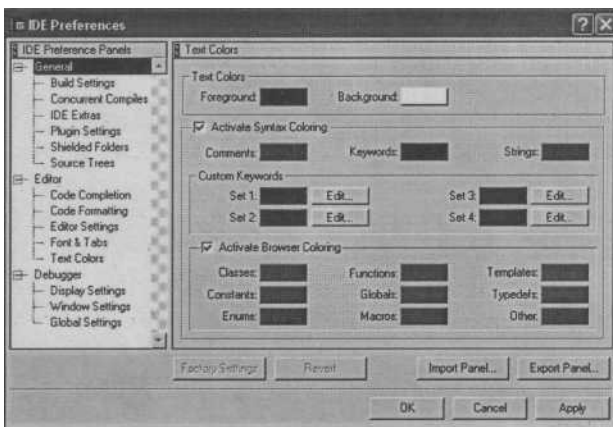 IDE Preferences
IDE Preference Panels
General
Build Settings
Concurrent Compiles
IDE Extras
Plugin Settings
Shielded Folders
Source Trees
Editor
Code Completion
Code Formatting
Editor Settings
Font & Tabs
Text Colors
Debugger
Display Settings
Window Settings
Global Settings
Text Colors
Text Colors
Foreground: Background:
Activate Syntax Coloring
Comments: Keywords: Strings:
Custom Keywords
Set 1: Edit... Set 3: Edit...
Set 2: Edit... Set 4: Edit...
Activate Browser Coloring
Classes: Functions: Templates:
Constants: Globals: Typedefs:
Enums: Macros: Other:
Factory Settings Revert Import Panel... Export Panel...
OK Cancel Apply